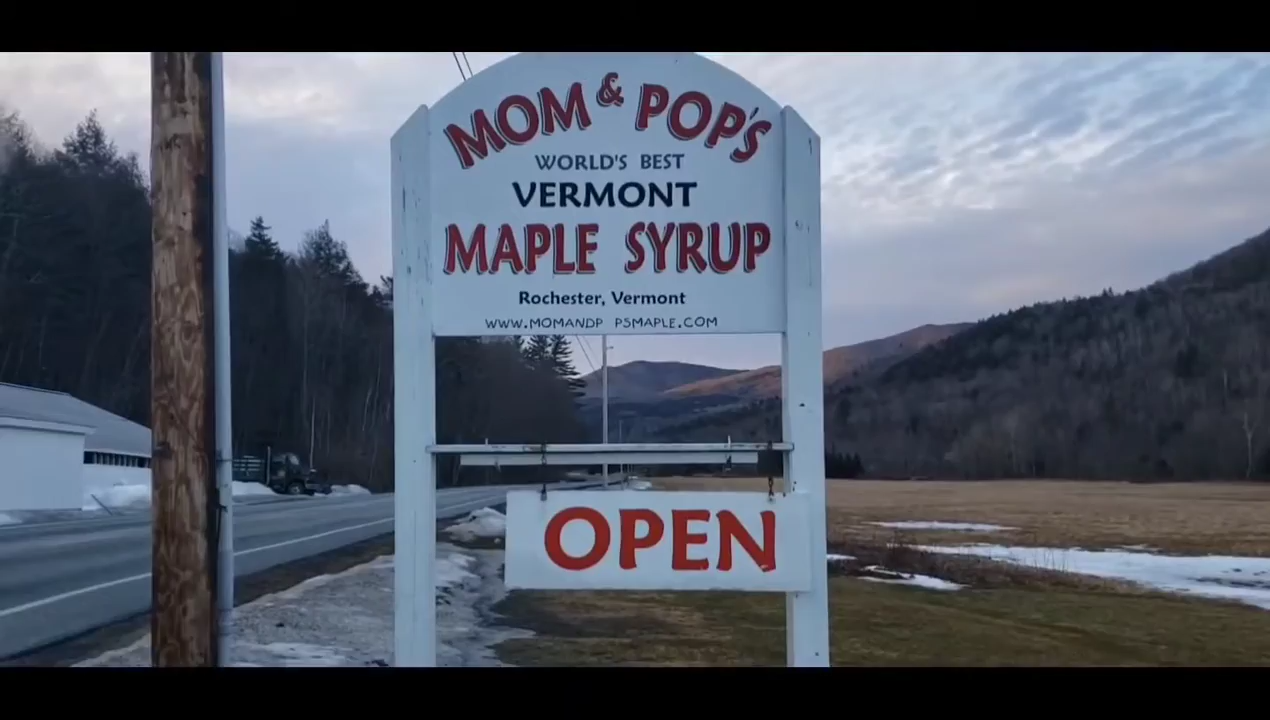 MOM & POP'S
WORLD'S BEST
VERMONT
MAPLE SYRUP
Rochester, Vermont
WWW.MOMANDP PSMAPLE.COM
OPEN